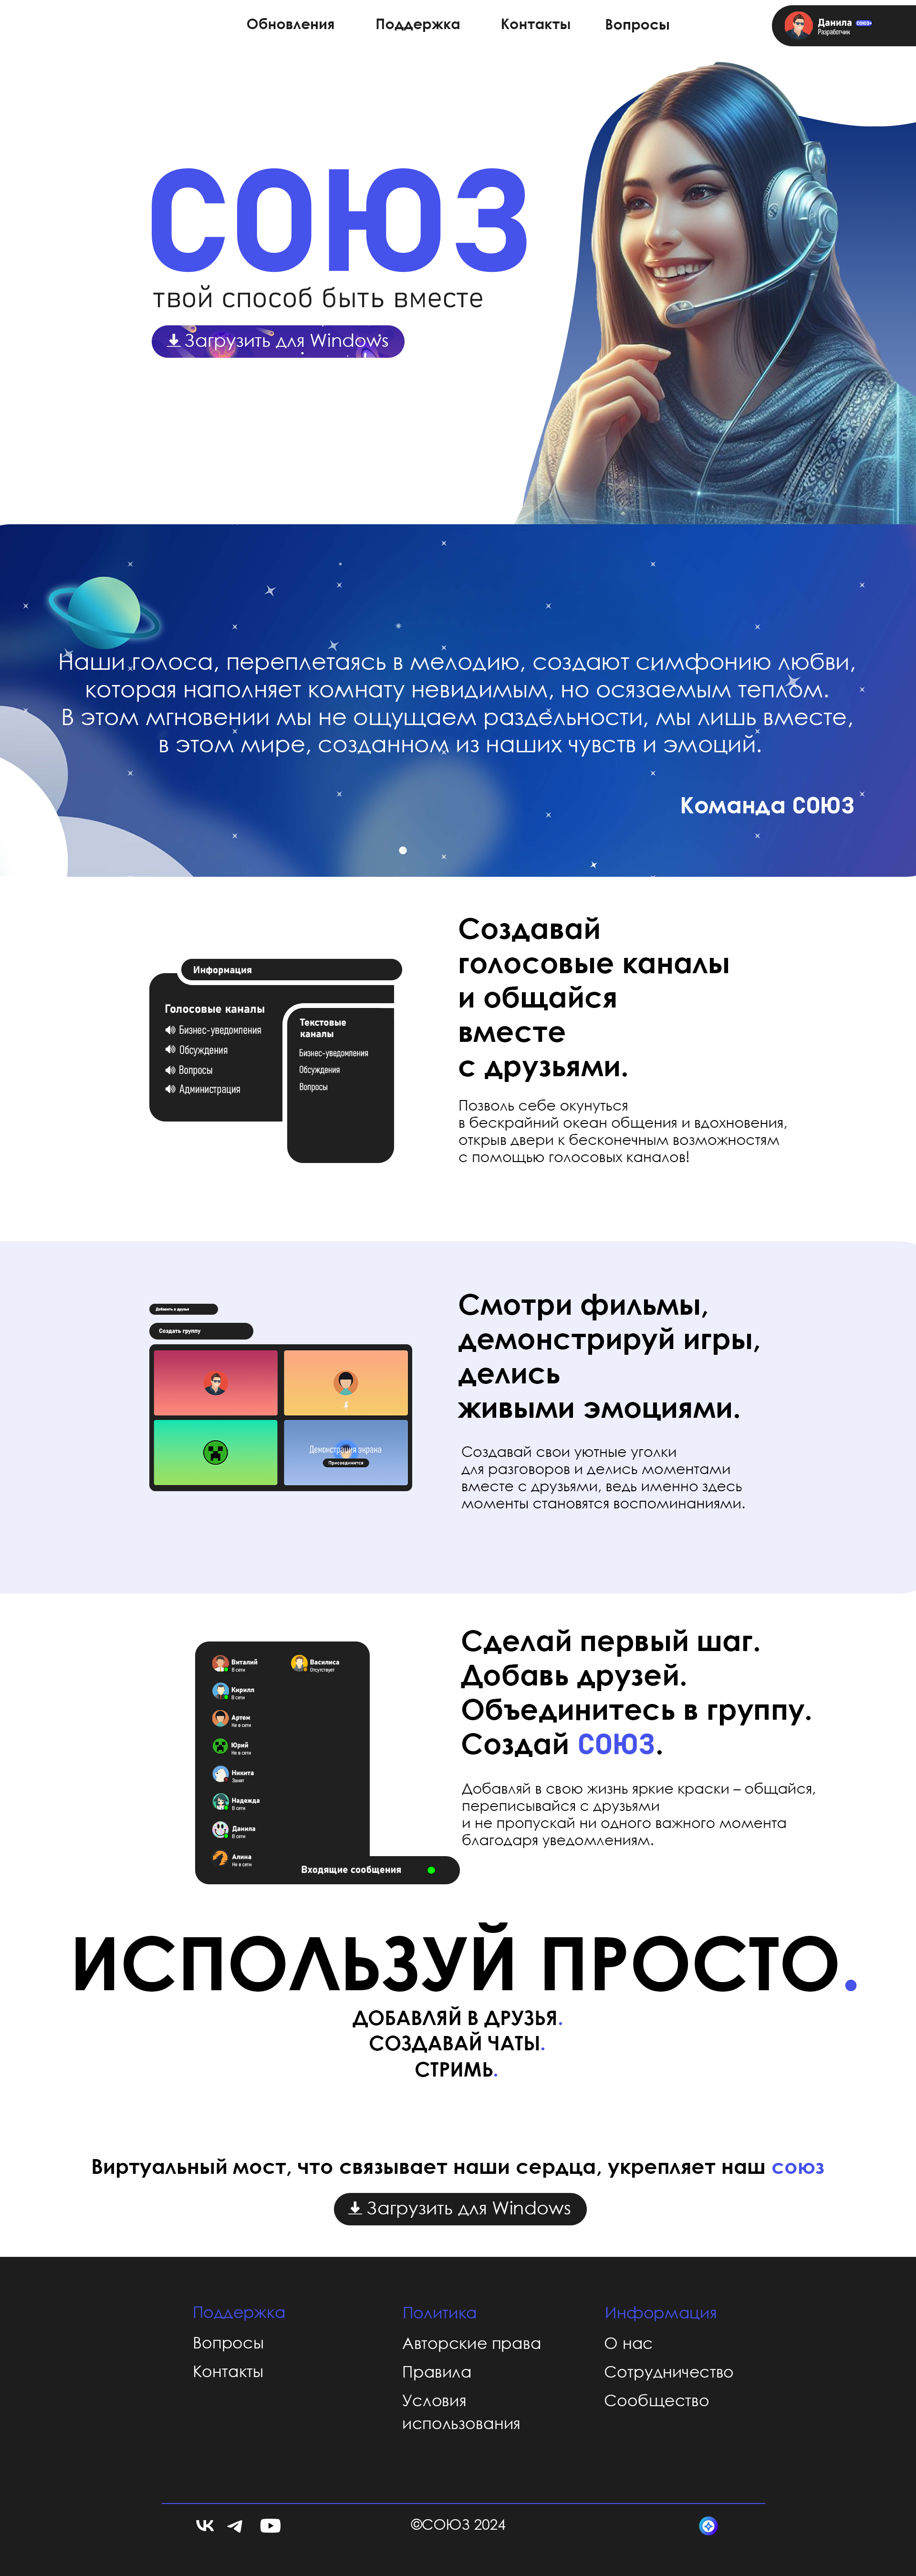 Обновления Поддержка Контакты Вопросы
Данила СОЮЗ+
Разработчик
СОЮЗ
твой способ быть вместе
Загрузить для Windows
Наши голоса, переплетаясь в мелодию, создают симфонию любви,
которая наполняет комнату невидимым, но осязаемым теплом.
В этом мгновении мы не ощущаем раздельности, мы лишь вместе,
в этом мире, созданном из наших чувств и эмоций.
Команда СОЮЗ
Информация
Голосовые каналы
Бизнес-уведомления
Обсуждения
Вопросы
Администрация
Текстовые
каналы
Бизнес-уведомления
Обсуждения
Вопросы
Создавай
голосовые каналы
и общайся
вместе
с друзьями.
Позволь себе окунуться
в бескрайний океан общения и вдохновения,
открыв двери к бесконечным возможностям
с помощью голосовых каналов!
Добавить в друзья
Создать группу
Демонстрация экрана
Присоединится
Смотри фильмы,
демонстрируй игры,
делись
живыми эмоциями.
Создавай свои уютные уголки
для разговоров и делись моментами
вместе с друзьями, ведь именно здесь
моменты становятся воспоминаниями.
Виталий
В сети
Василиса
Отсутствует
Кирилл
В сети
Артом
Не в сети
Юрий
Не в сети
Никита
Занят
Надежда
В сети
Данила
В сети
Алина
Не в сети
Входящие сообщения
Сделай первый шаг.
Добавь друзей.
Объединитесь в группу.
Создай СОЮЗ.
Добавляй в свою жизнь яркие краски – общайся,
переписывайся с друзьями
и не пропускай ни одного важного момента
благодаря уведомлениям.
ИСПОЛЬЗУЙ ПРОСТО.
ДОБАВЛЯЙ В ДРУЗЬЯ.
СОЗДАВАЙ ЧАТЫ.
СТРИМЬ.
Виртуальный мост, что связывает наши сердца, укрепляет наш союз
Загрузить для Windows
Поддержка
Вопросы
Контакты
Политика
Авторские права
Правила
Условия
использования
Информация
О нас
Сотрудничество
Сообщество
©СОЮЗ 2024